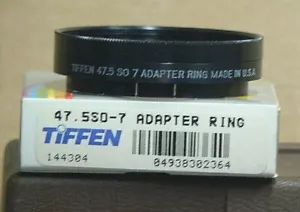 TIFFEN 47.5 SO 7 ADAPTER RING MADE IN U.S.A
47.5SO-7 ADAPTER RING
TIFFEN
144304
04938302364